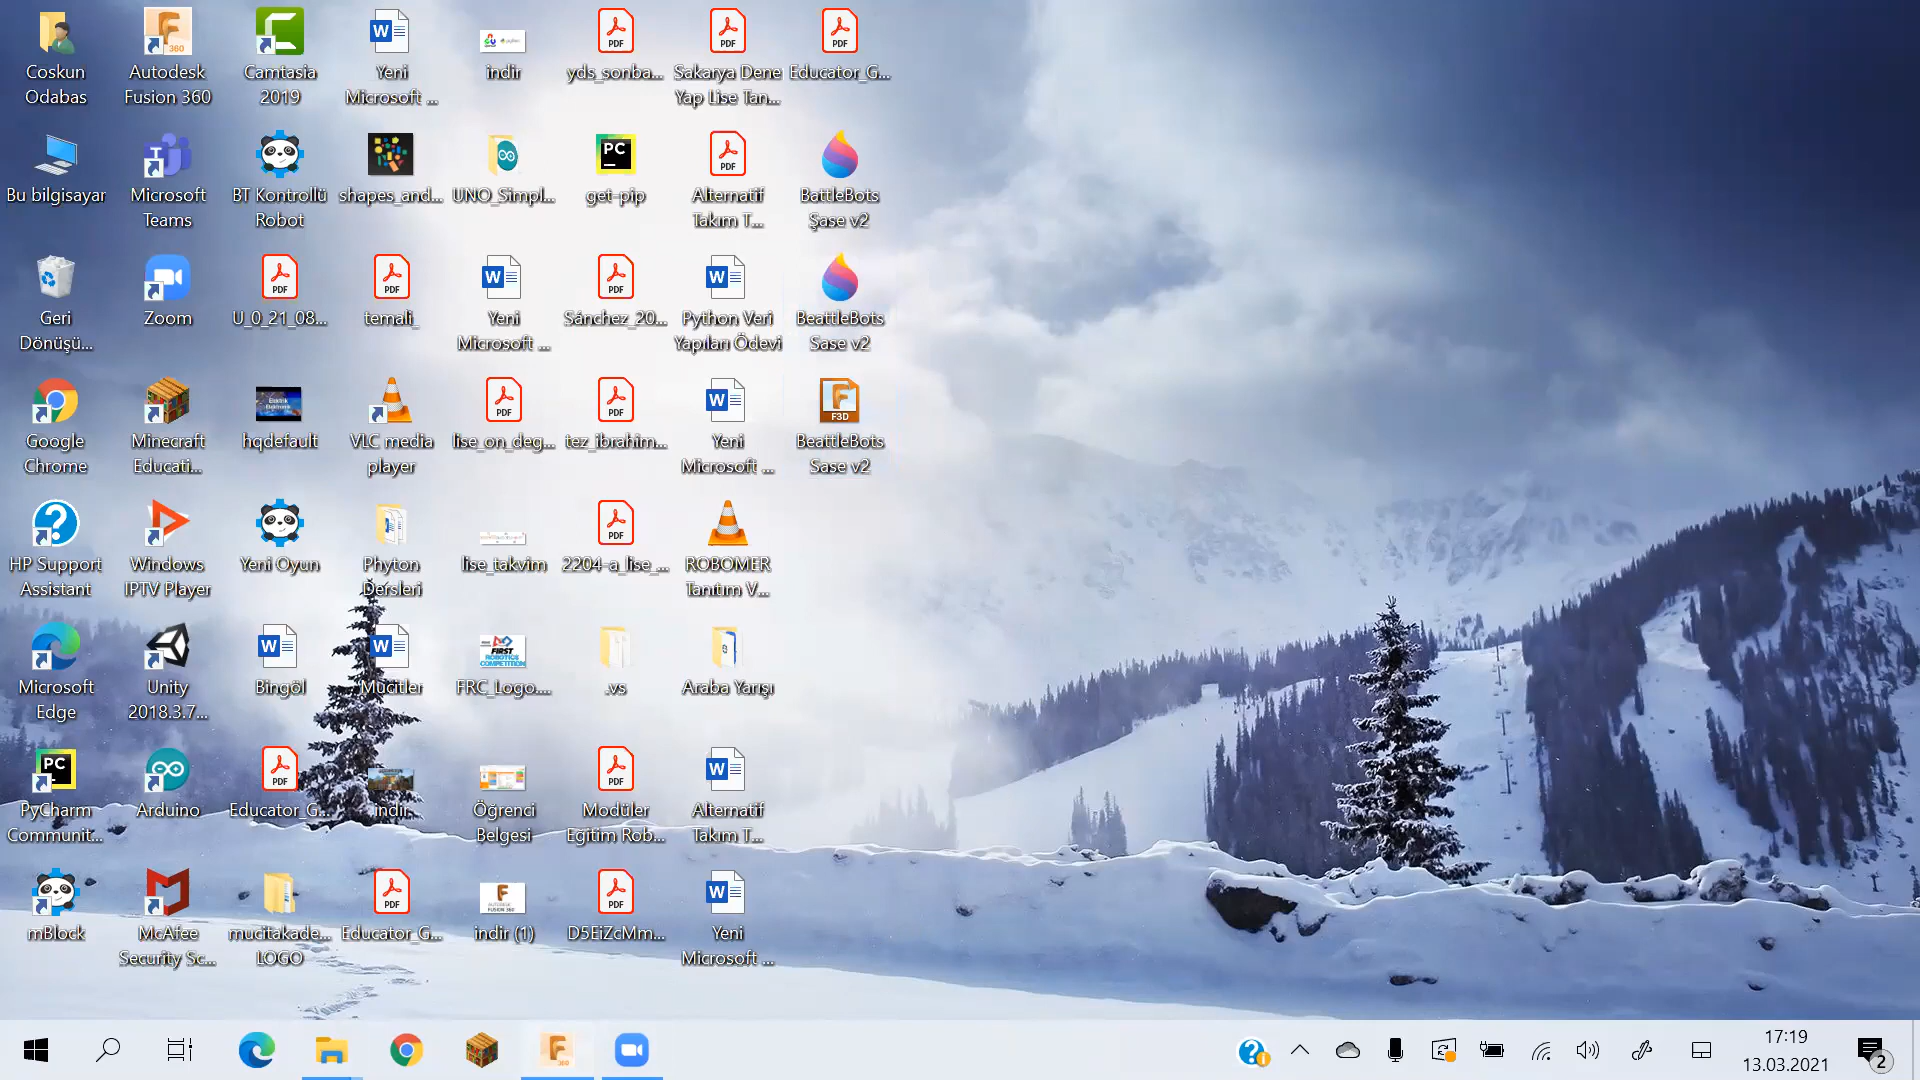 Coskun
Odabas
Autodesk
Fusion 360
Camtasia
2019
Yeni
Microsoft ...
indir
yds_sonba...
Sakarya Dene
Yap Lise Tan...
Educator_G...
Bu bilgisayar
Microsoft
Teams
BT Kontrollü
Robot
shapes_and...
UNO_Simpl...
get-pip
Alternatif
Takım T...
BattleBots
Şase v2
Geri
Dönüşü...
Zoom
U_0_21_08...
temali_
Yeni
Microsoft ...
Sánchez_20...
Python Veri
Yapıları Ödevi
BeattleBots
Sase v2
Google
Chrome
Minecraft
Educati...
hqdefault
VLC media
player
lise_on_deg...
tez_ibrahim...
Yeni
Microsoft ...
BeattleBots
Sase v2
HP Support
Assistant
Windows
IPTV Player
Yeni Oyun
Phyton
Dersleri
lise_takvim
2204-a_lise_...
ROBOMER
Tanıtım V...
Microsoft
Edge
Unity
2018.3.7...
Bingöl
Mucitler
FRC_Logo....
.vs
Araba Yarışı
PyCharm
Communit...
Arduino
Educator_G...
indir
Öğrenci
Belgesi
Modüler
Eğitim Rob...
Alternatif
Takım T...
mBlock
McAfee
Security Sc...
mucitakade...
LOGO
Educator_G...
indir (1)
D5EiZcMm...
Yeni
Microsoft ...
17:19
13.03.2021
2